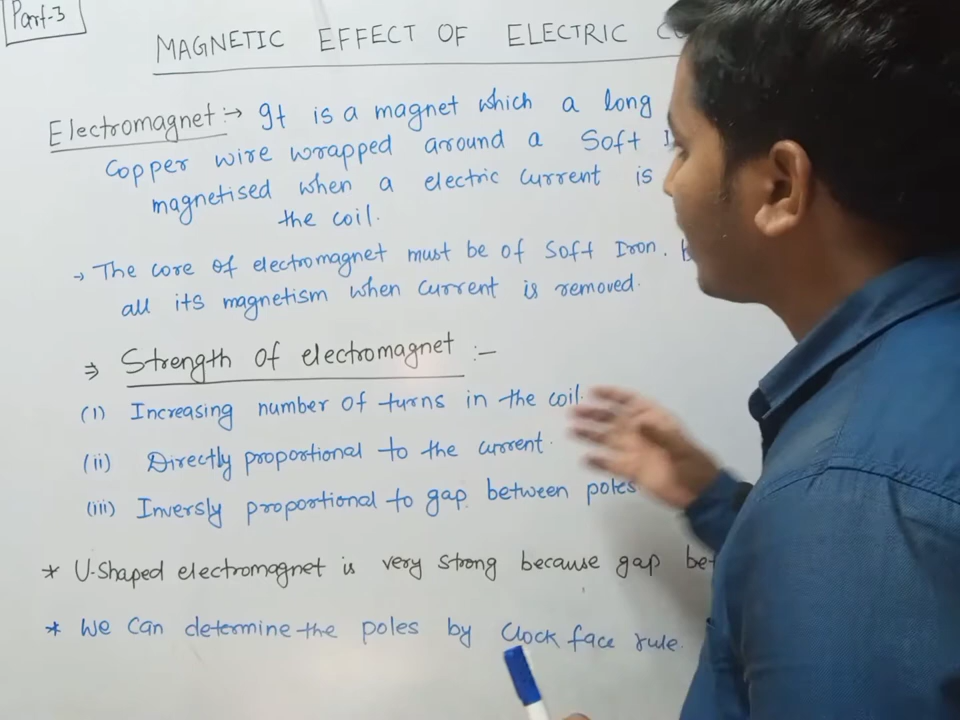 Part-3
MAGNETIC EFFECT OF ELECTRIC
Electromagnet :→ It is a magnet which a long
Copper wire wrapped around a Soft
magnetised when a electric current is
the coil.
→ The core of electromagnet must be of Soft Iron.
all its magnetism when current is removed.
⇒ Strength of electromagnet :-
(i) Increasing number of turns in the coil.
(ii) Directly proportional to the current.
(iii) Inversly proportional to gap between poles
* U-Shaped electromagnet is very strong because gap bet
* We can determine the poles by Clock face rule.